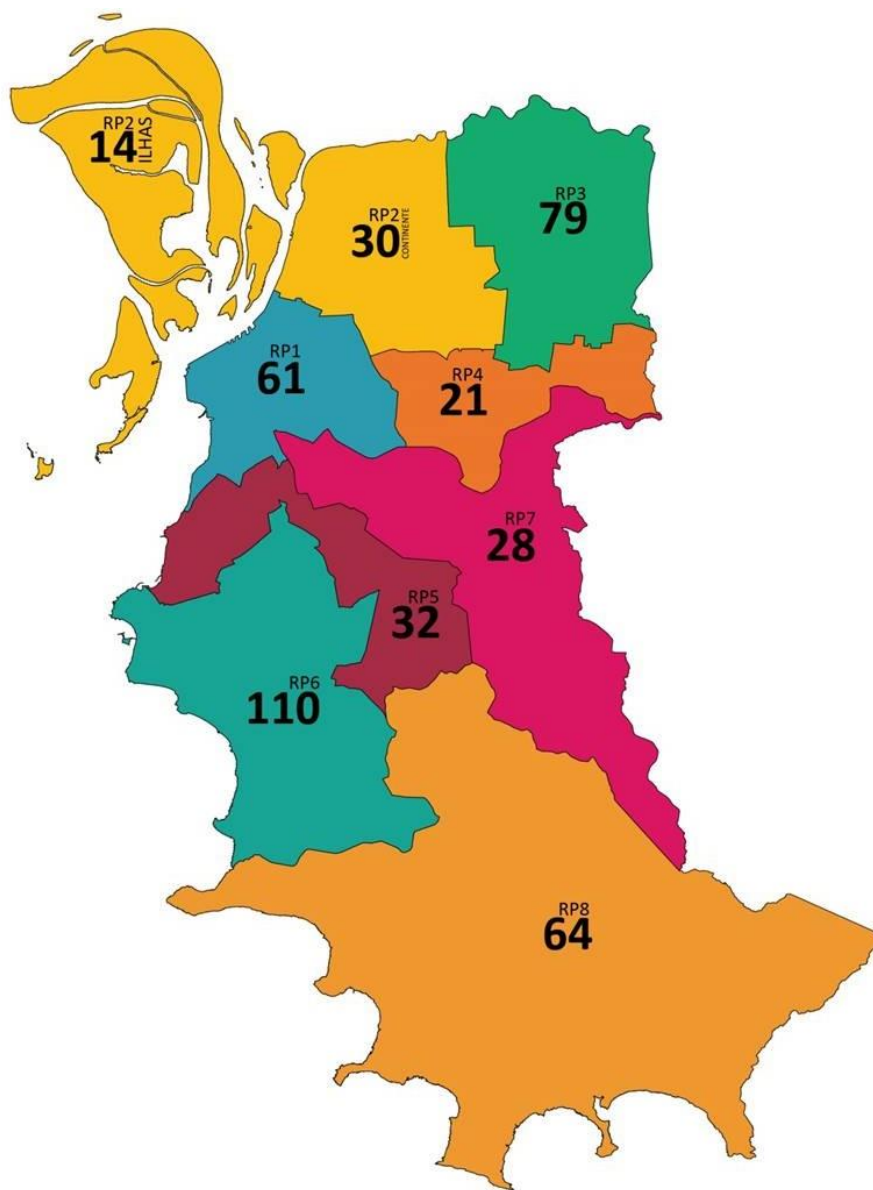 RP2
14
ILHAS
RP2
30
CONTINENTE
RP3
79
RP1
61
RP4
21
RP7
28
RP5
32
RP6
110
RP8
64